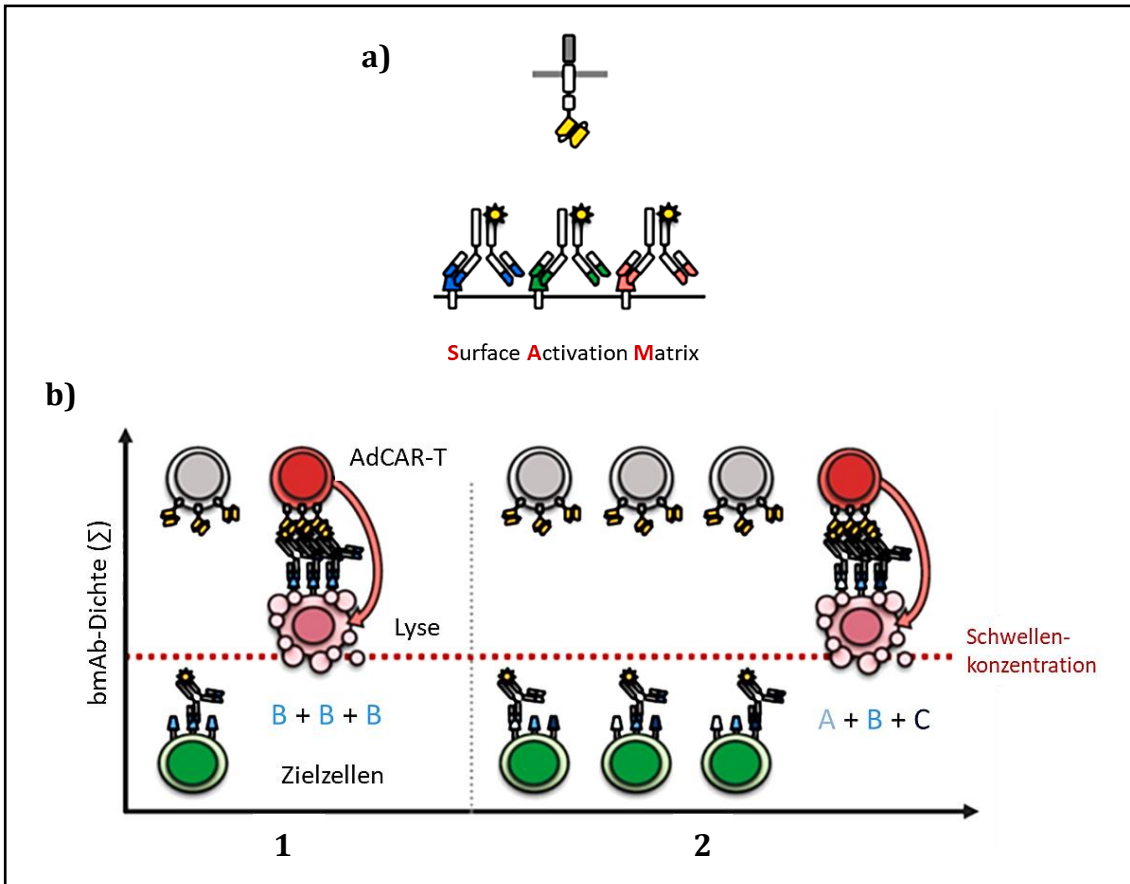 a)
Surface Activation Matrix
b)
AdCAR-T
bmAb-Dichte (∑)
Lyse
Schwellen-
konzentration
B + B + B
A + B + C
Zielzellen
1
2